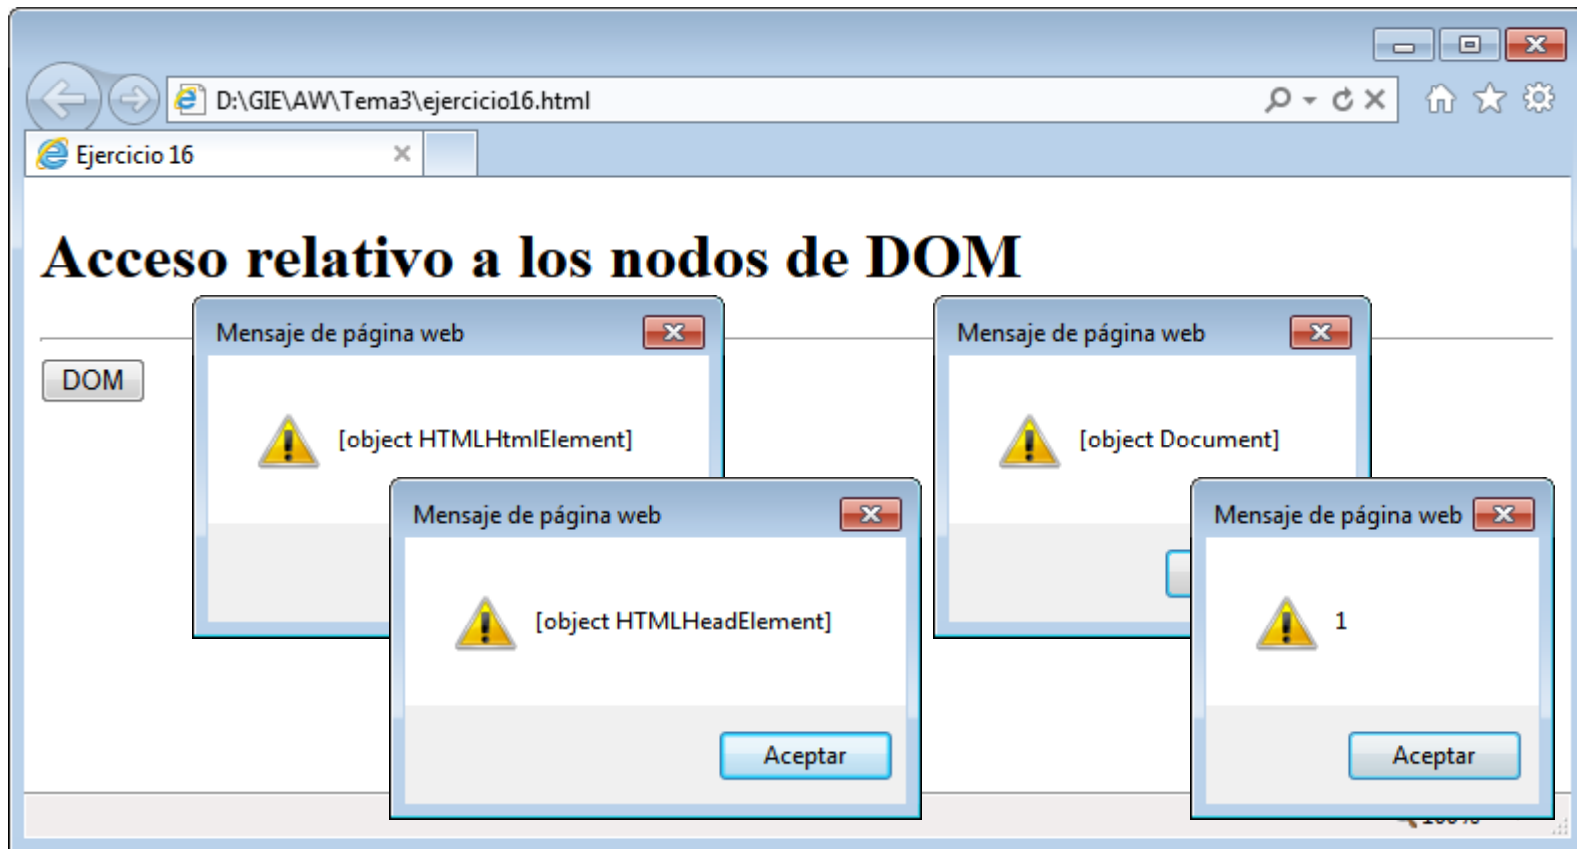 D:\GIE\AW\Tema3\ejercicio16.html
Ejercicio 16
Acceso relativo a los nodos de DOM
DOM
Mensaje de página web
[object HTMLHtmlElement]
Mensaje de página web
[object HTMLHeadElement]
Aceptar
Mensaje de página web
[object Document]
Mensaje de página web
1
Aceptar